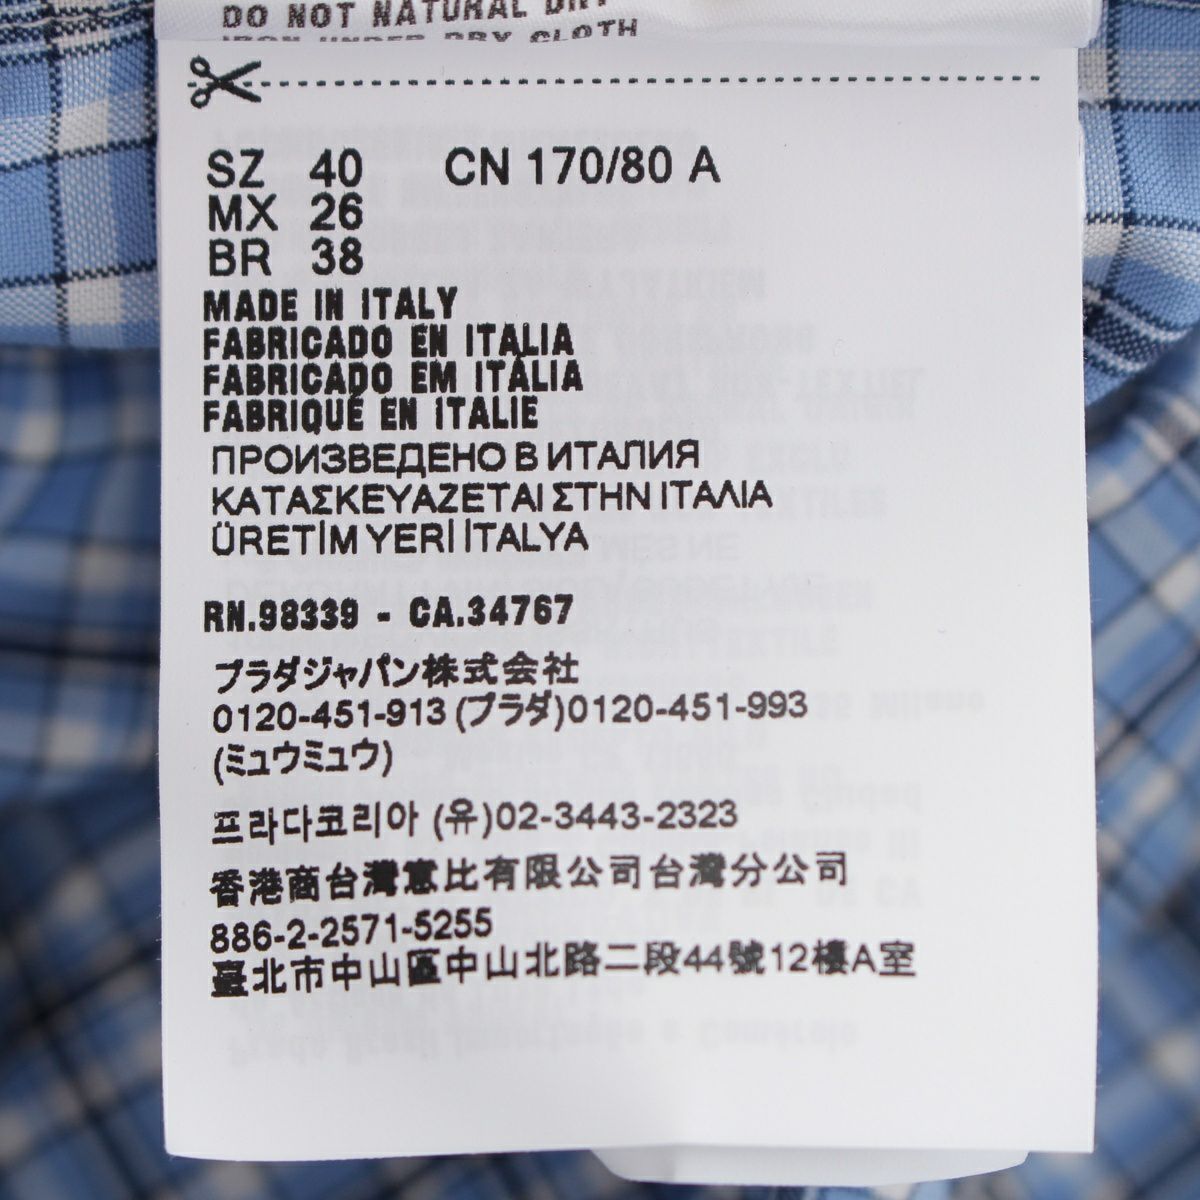 DO NOT NATURAL DRY
IRON UNDER DRY CLOTH
SZ 40 CN 170/80 A
MX 26
BR 38
MADE IN ITALY
FABRICADO EN ITALIA
FABRICADO EM ITÁLIA
FABRIQUÉ EN ITALIE
ПРОИЗВЕДЕНО В ИТАЛИЯ
ΚΑΤΑΣΚΕΥΑΖΕΤΑΙ ΣΤΗΝ ΙΤΑΛΙΑ
ÜRETİM YERİ İTALYA
RN.98339 - CA.34767
プラダジャパン株式会社
0120-451-913 (プラダ)0120-451-993
(ミュウミュウ)
프라다코리아 (유)02-3443-2323
香港商台灣惠比有限公司台灣分公司
886-2-2571-5255
臺北市中山區中山北路二段44號12樓A室